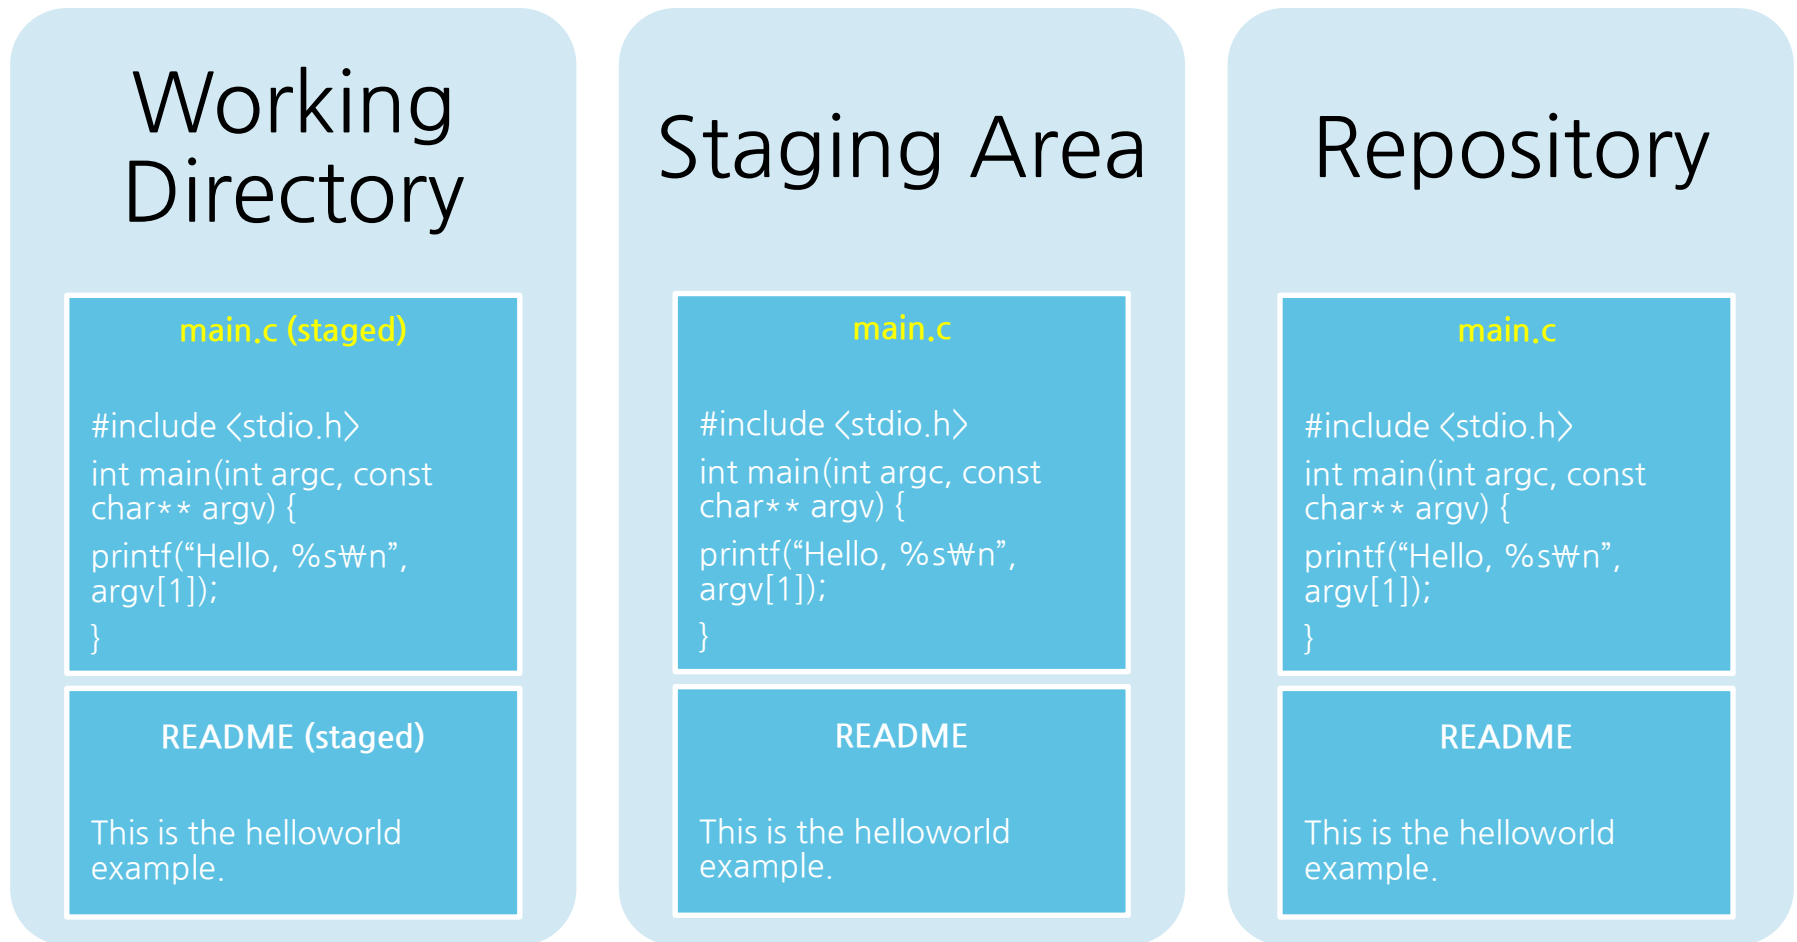 Working
Directory
main.c (staged)
#include <stdio.h>
int main(int argc, const
char** argv) {
printf(“Hello, %s₩n”,
argv[1]);
}
README (staged)
This is the helloworld
example.
Staging Area
main.c
#include <stdio.h>
int main(int argc, const
char** argv) {
printf(“Hello, %s₩n”,
argv[1]);
}
README
This is the helloworld
example.
Repository
main.c
#include <stdio.h>
int main(int argc, const
char** argv) {
printf(“Hello, %s₩n”,
argv[1]);
}
README
This is the helloworld
example.